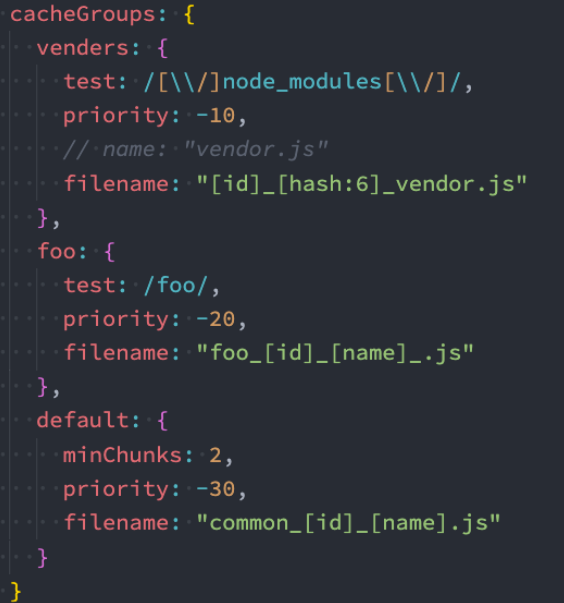 cacheGroups: {
  venders: {
    test: /[\\/]node_modules[\\/]/,
    priority: -10,
    // name: "vendor.js"
    filename: "[id]_[hash:6]_vendor.js"
  },
  foo: {
    test: /foo/,
    priority: -20,
    filename: "foo_[id]_[name]_.js"
  },
  default: {
    minChunks: 2,
    priority: -30,
    filename: "common_[id]_[name].js"
  }
}